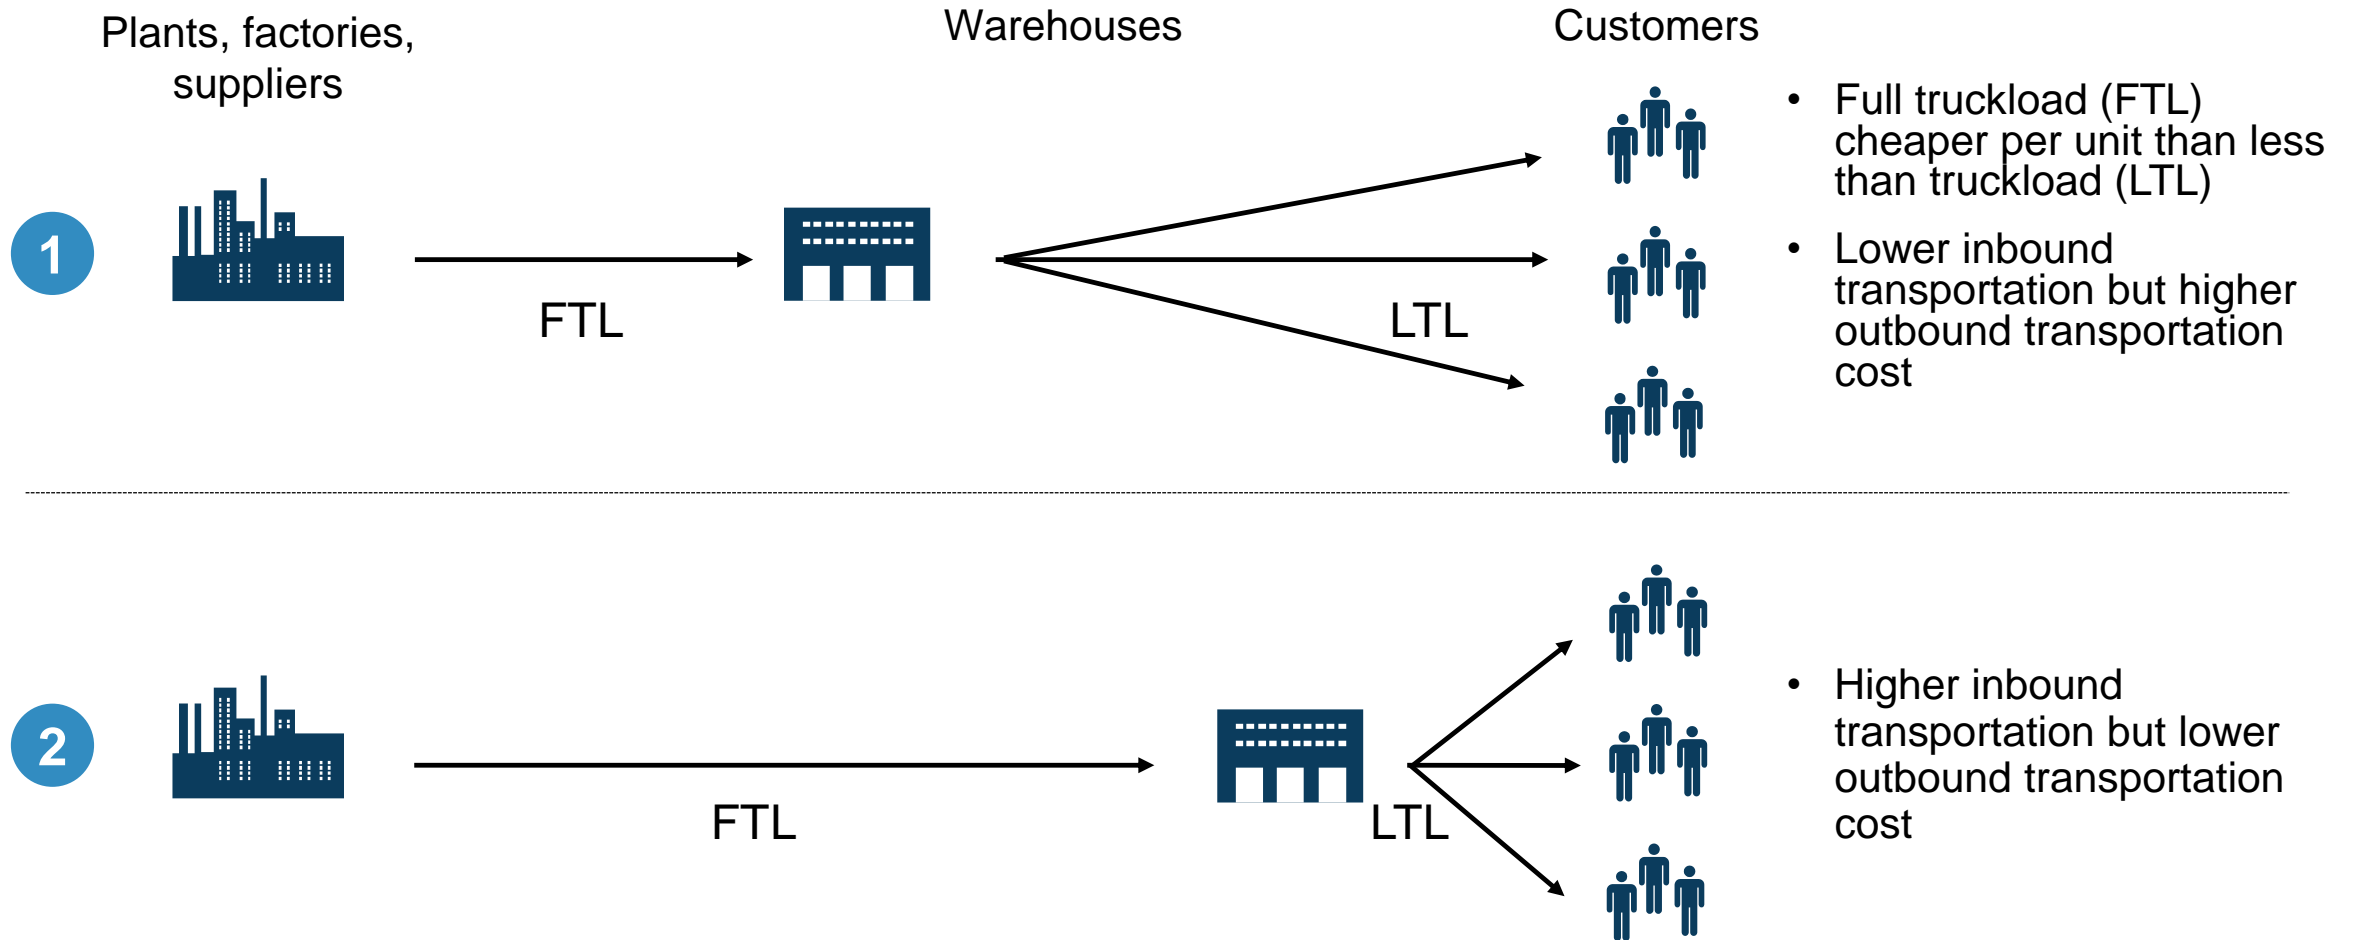 Plants, factories,
suppliers
Warehouses
Customers
1
FTL
LTL
• Full truckload (FTL)
cheaper per unit than less
than truckload (LTL)
• Lower inbound
transportation but higher
outbound transportation
cost
2
FTL
LTL
• Higher inbound
transportation but lower
outbound transportation
cost